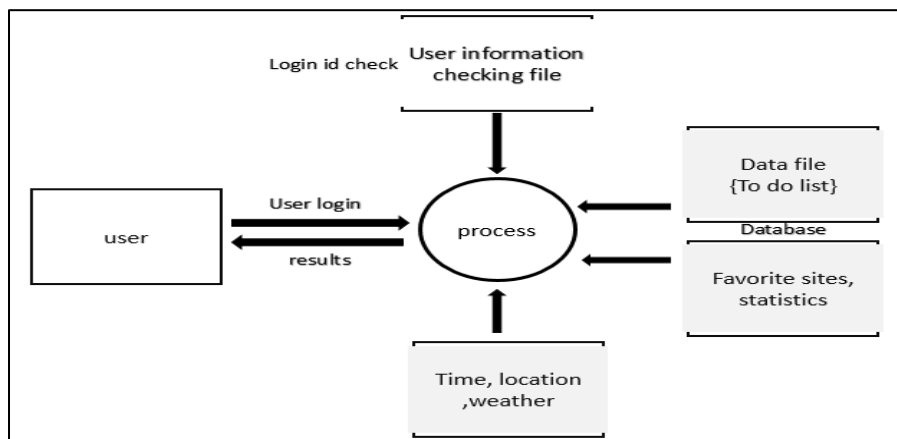 Login id check
User information
checking file
Data file
{To do list}
User login
user
process
Database
results
Favorite sites,
statistics
Time, location
,weather